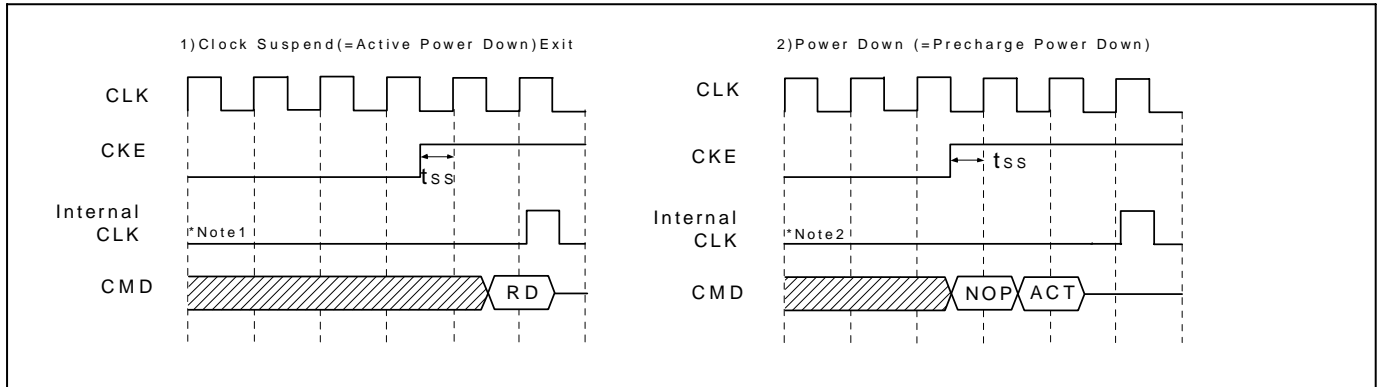 1)Clock Suspend(=Active Power Down)Exit
CLK
CKE
tss
Internal
CLK
*Note1
CMD
RD
2)Power Down (=Precharge Power Down)
CLK
CKE
tss
Internal
CLK
*Note2
CMD
NOP
ACT